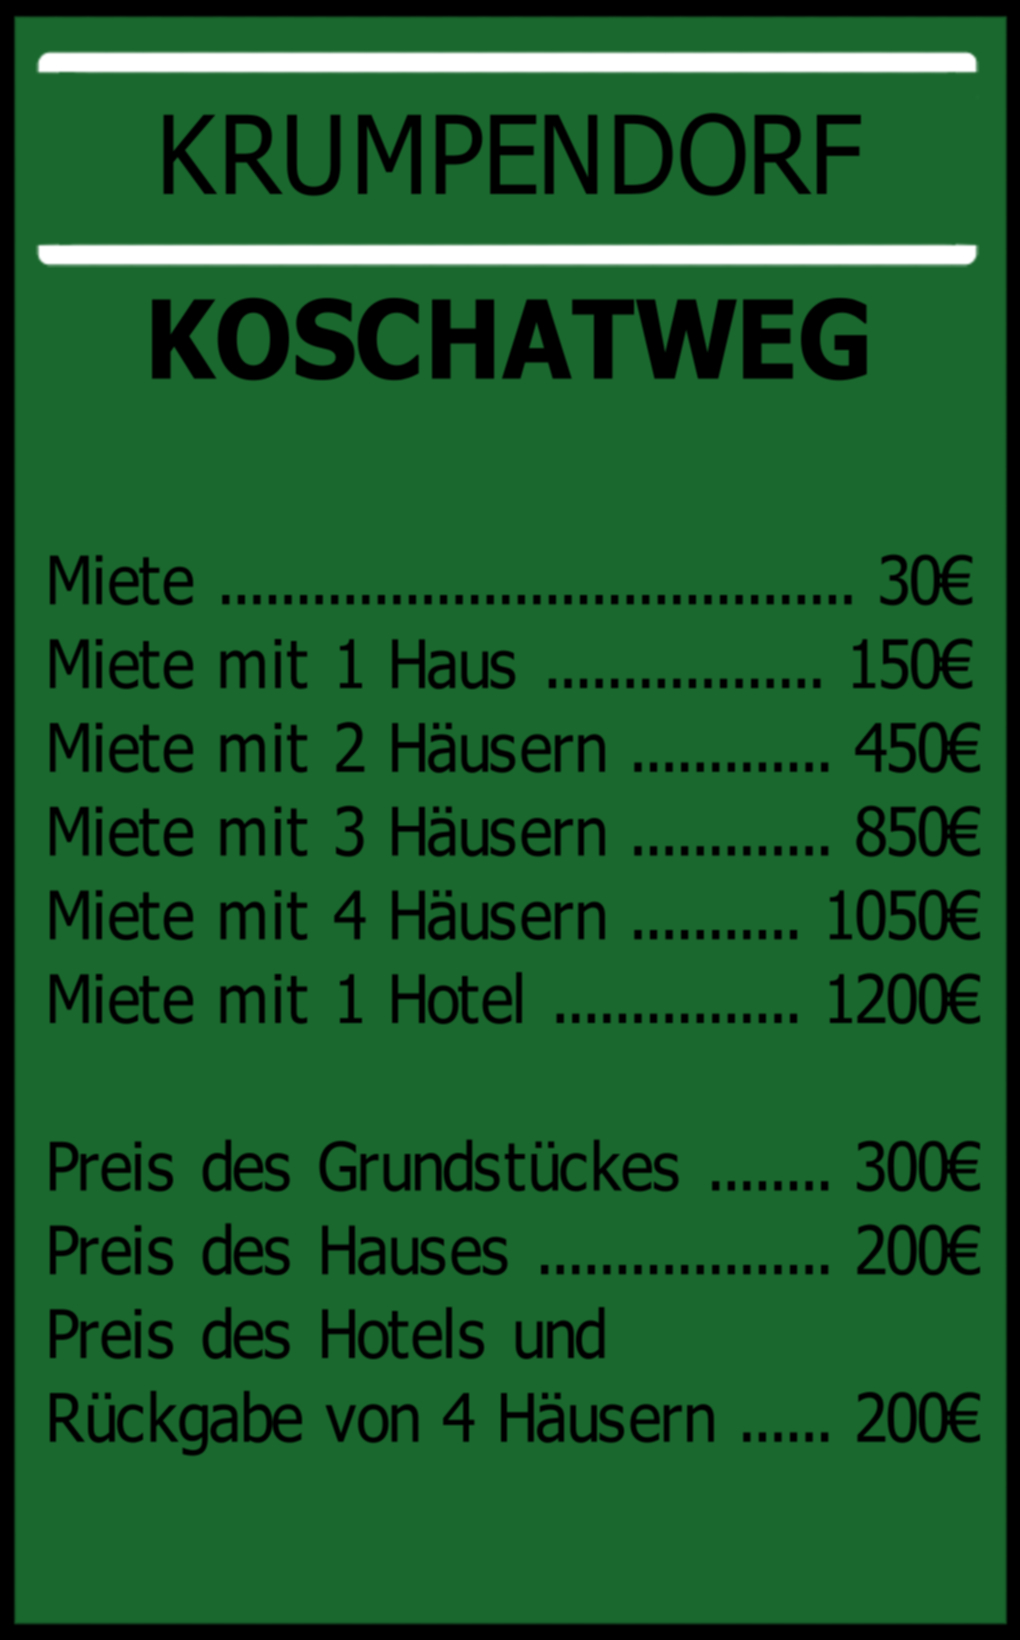 KRUMPENDORF
KOSCHATWEG
Miete ......................................... 30€
Miete mit 1 Haus .................. 150€
Miete mit 2 Häusern ............. 450€
Miete mit 3 Häusern ............. 850€
Miete mit 4 Häusern ........... 1050€
Miete mit 1 Hotel ................ 1200€
Preis des Grundstückes ........ 300€
Preis des Hauses ................... 200€
Preis des Hotels und
Rückgabe von 4 Häusern ...... 200€